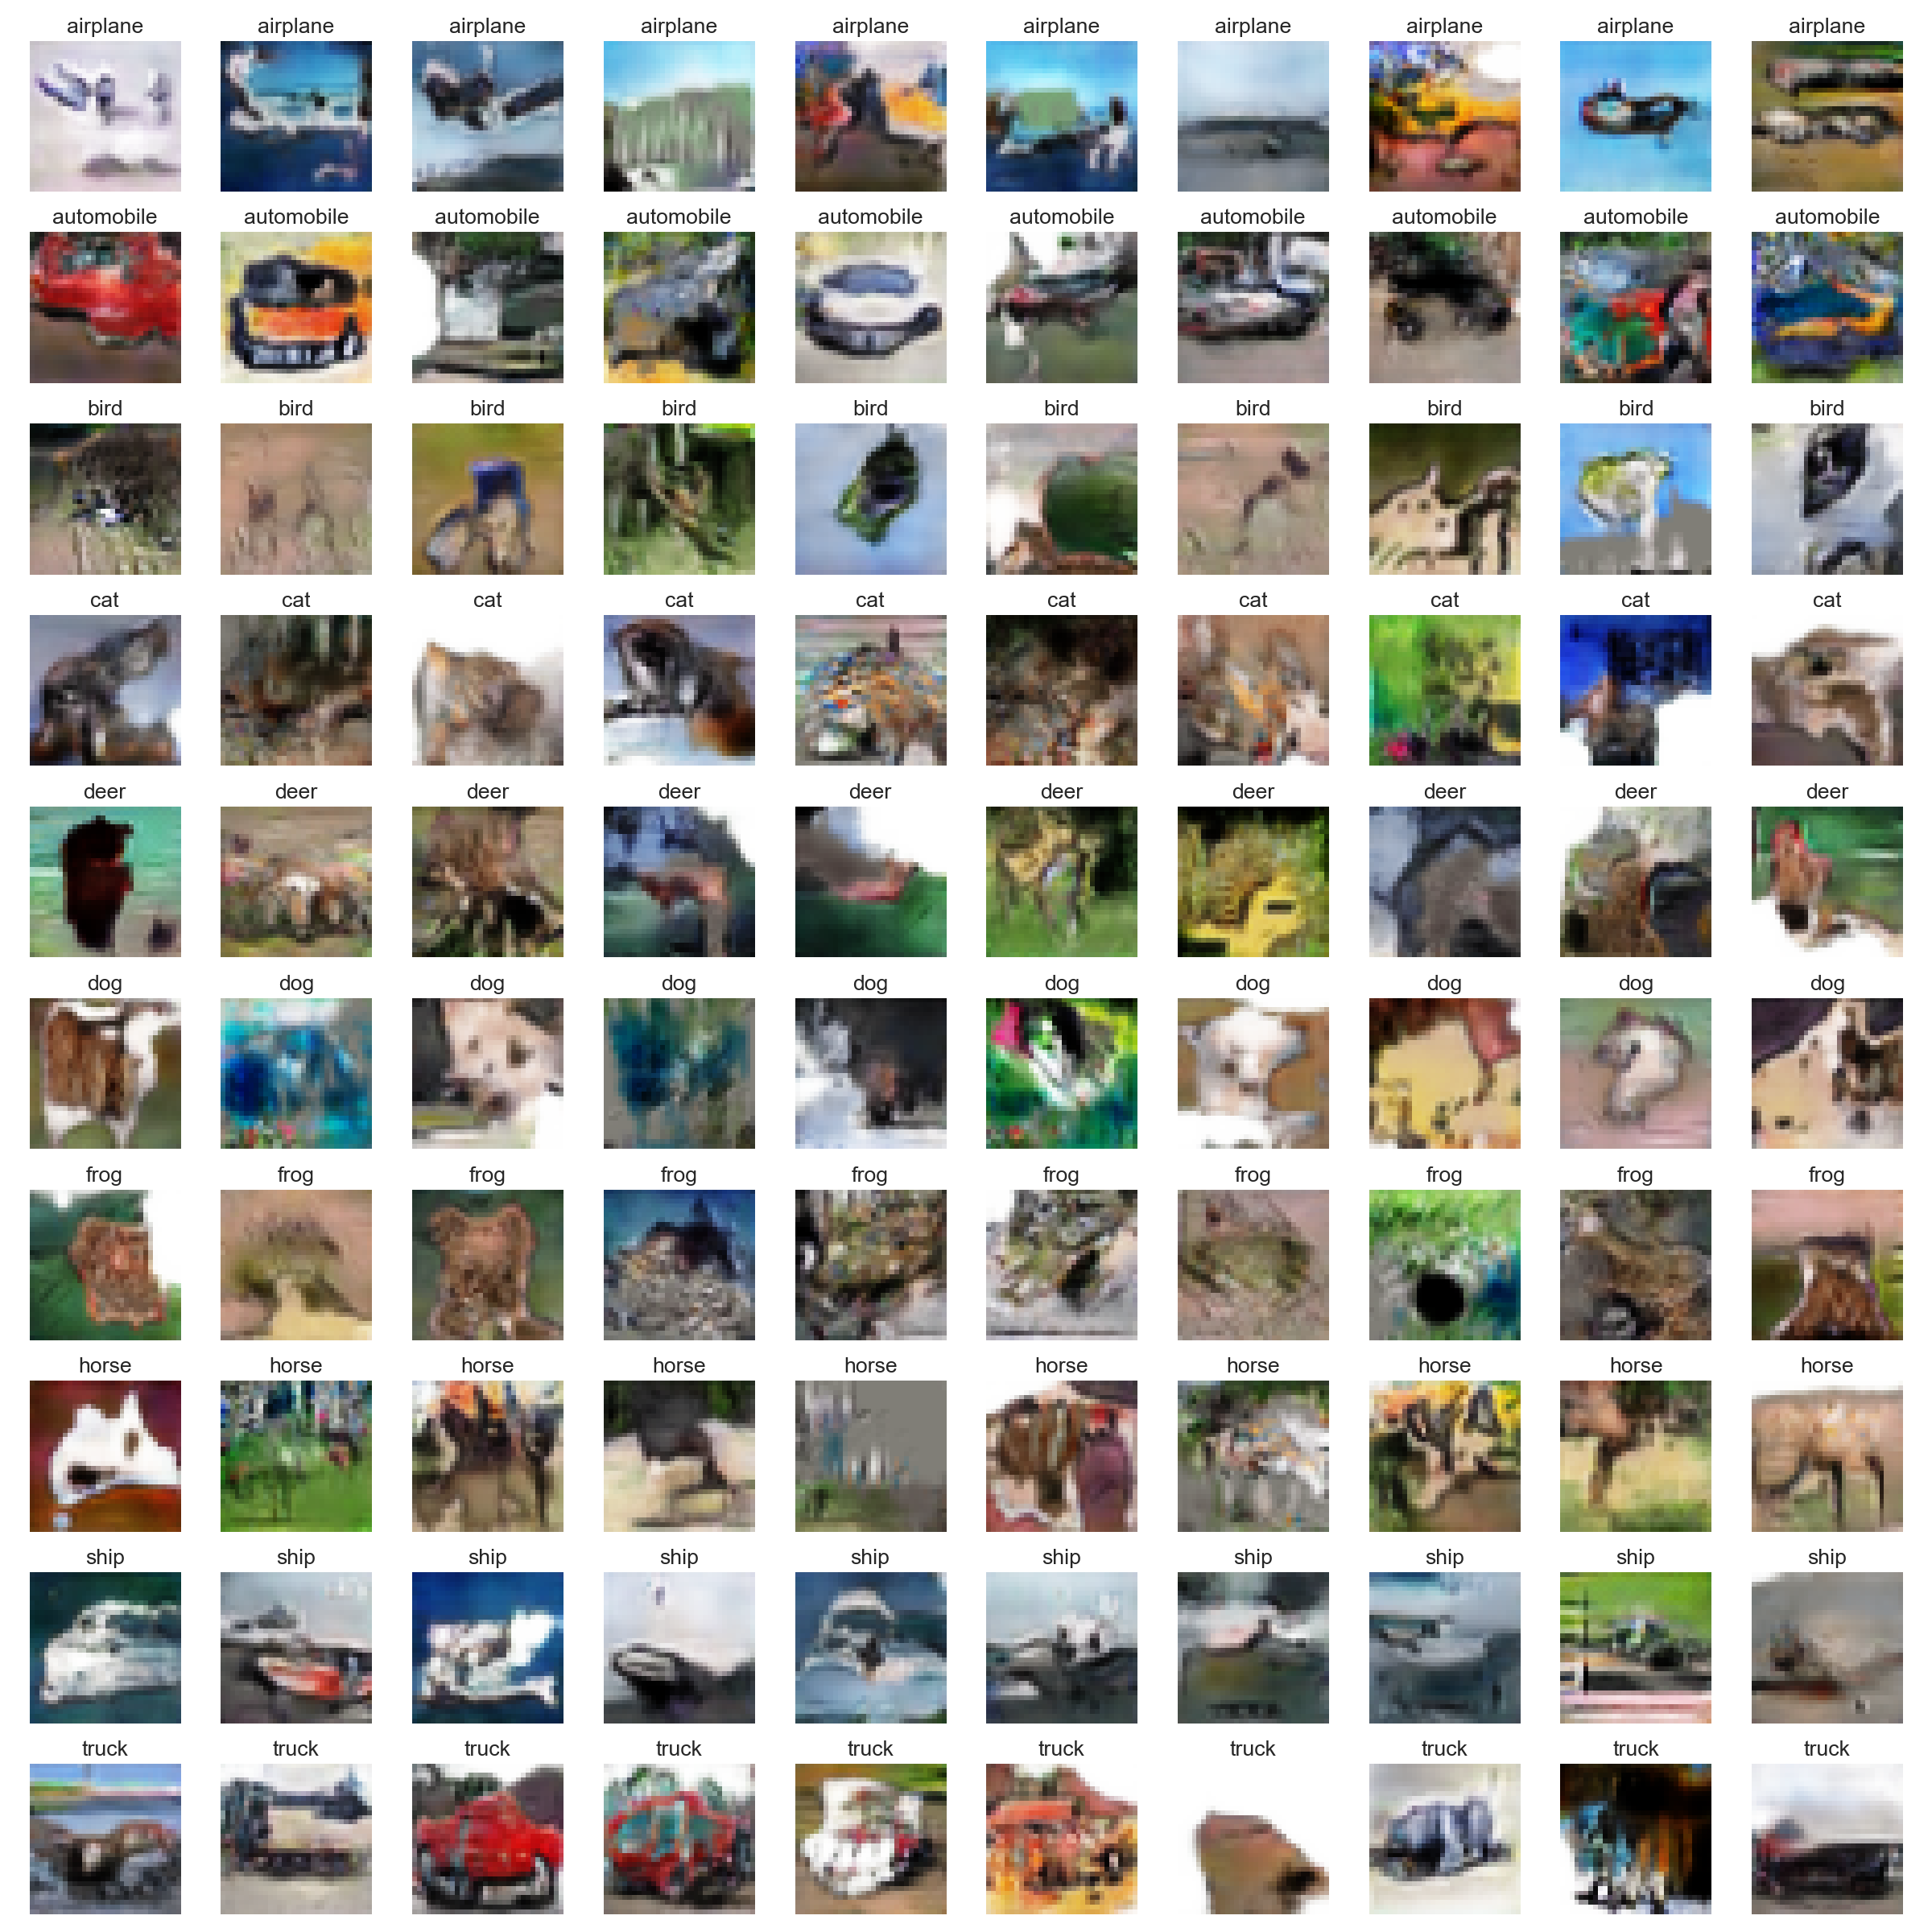 airplane airplane airplane airplane airplane airplane airplane airplane airplane airplane
automobile automobile automobile automobile automobile automobile automobile automobile automobile automobile
bird bird bird bird bird bird bird bird bird bird
cat cat cat cat cat cat cat cat cat cat
deer deer deer deer deer deer deer deer deer deer
dog dog dog dog dog dog dog dog dog dog
frog frog frog frog frog frog frog frog frog frog
horse horse horse horse horse horse horse horse horse horse
ship ship ship ship ship ship ship ship ship ship
truck truck truck truck truck truck truck truck truck truck